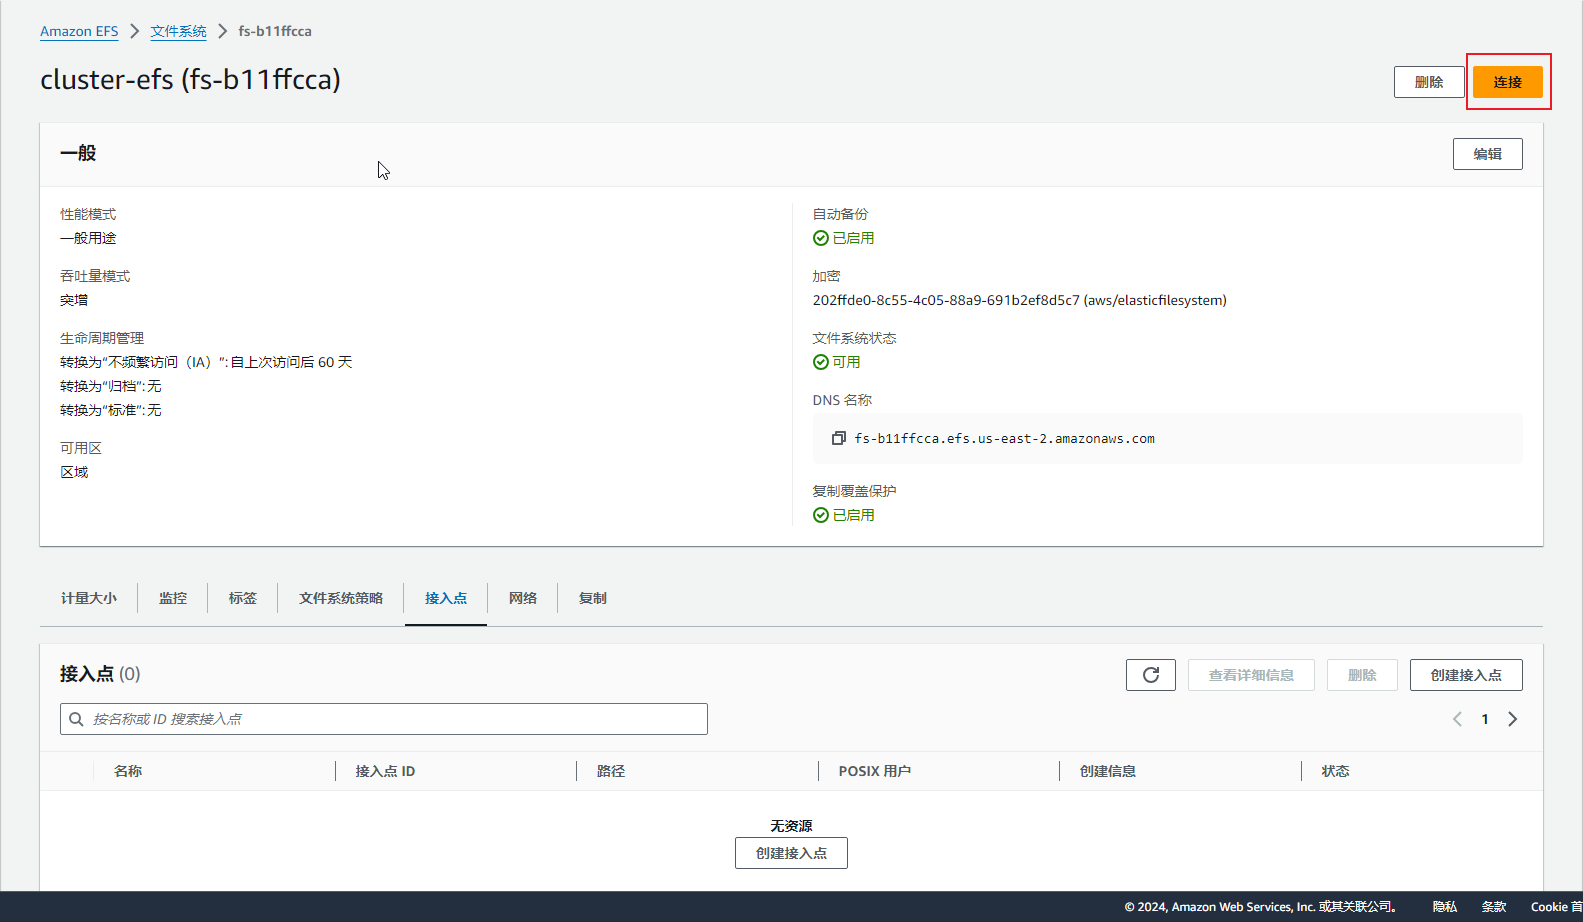 Amazon EFS > 文件系统 > fs-b11ffcca
cluster-efs (fs-b11ffcca)
删除
连接
一般
编辑
性能模式
一般用途
吞吐量模式
突增
生命周期管理
转换为“不频繁访问（IA）”: 自上次访问后 60 天
转换为“归档”: 无
转换为“标准”: 无
可用区
区域
自动备份
已启用
加密
202ffde0-8c55-4c05-88a9-691b2ef8d5c7 (aws/elasticfilesystem)
文件系统状态
可用
DNS 名称
fs-b11ffcca.efs.us-east-2.amazonaws.com
复制覆盖保护
已启用
计量大小 监控 标签 文件系统策略 接入点 网络 复制
接入点 (0)
查看详细信息 删除 创建接入点
按名称或 ID 搜索接入点
1
名称 接入点 ID 路径 POSIX 用户 创建信息 状态
无资源
创建接入点
© 2024, Amazon Web Services, Inc. 或其关联公司。 隐私 条款 Cookie 首